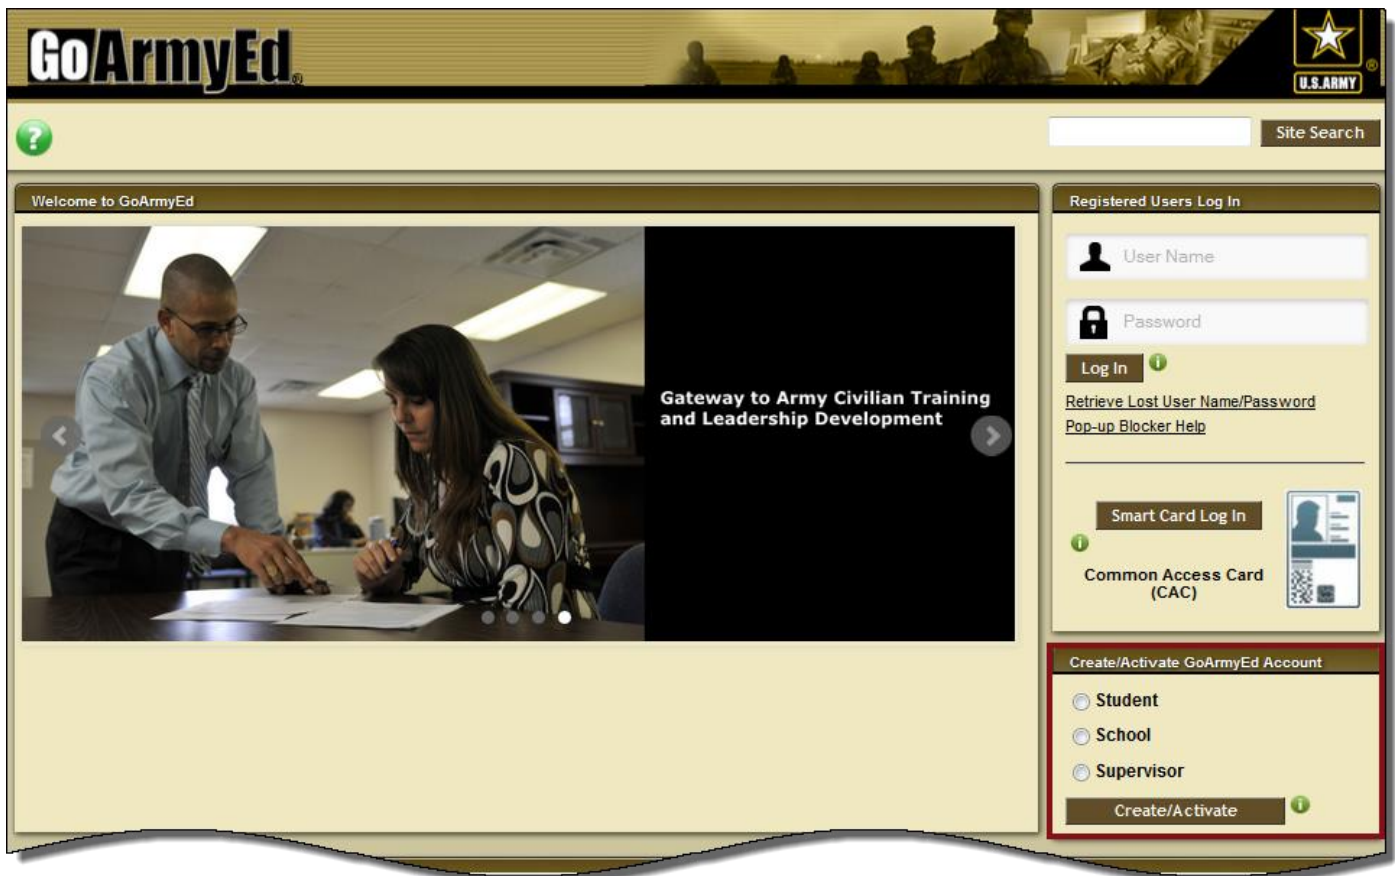 GoArmyEd®
U.S.ARMY ®
?
Site Search
Welcome to GoArmyEd
Gateway to Army Civilian Training
and Leadership Development
Registered Users Log In
User Name
Password
Log In i
Retrieve Lost User Name/Password
Pop-up Blocker Help
Smart Card Log In
i
Common Access Card
(CAC)
Create/Activate GoArmyEd Account
Student
School
Supervisor
Create/Activate i